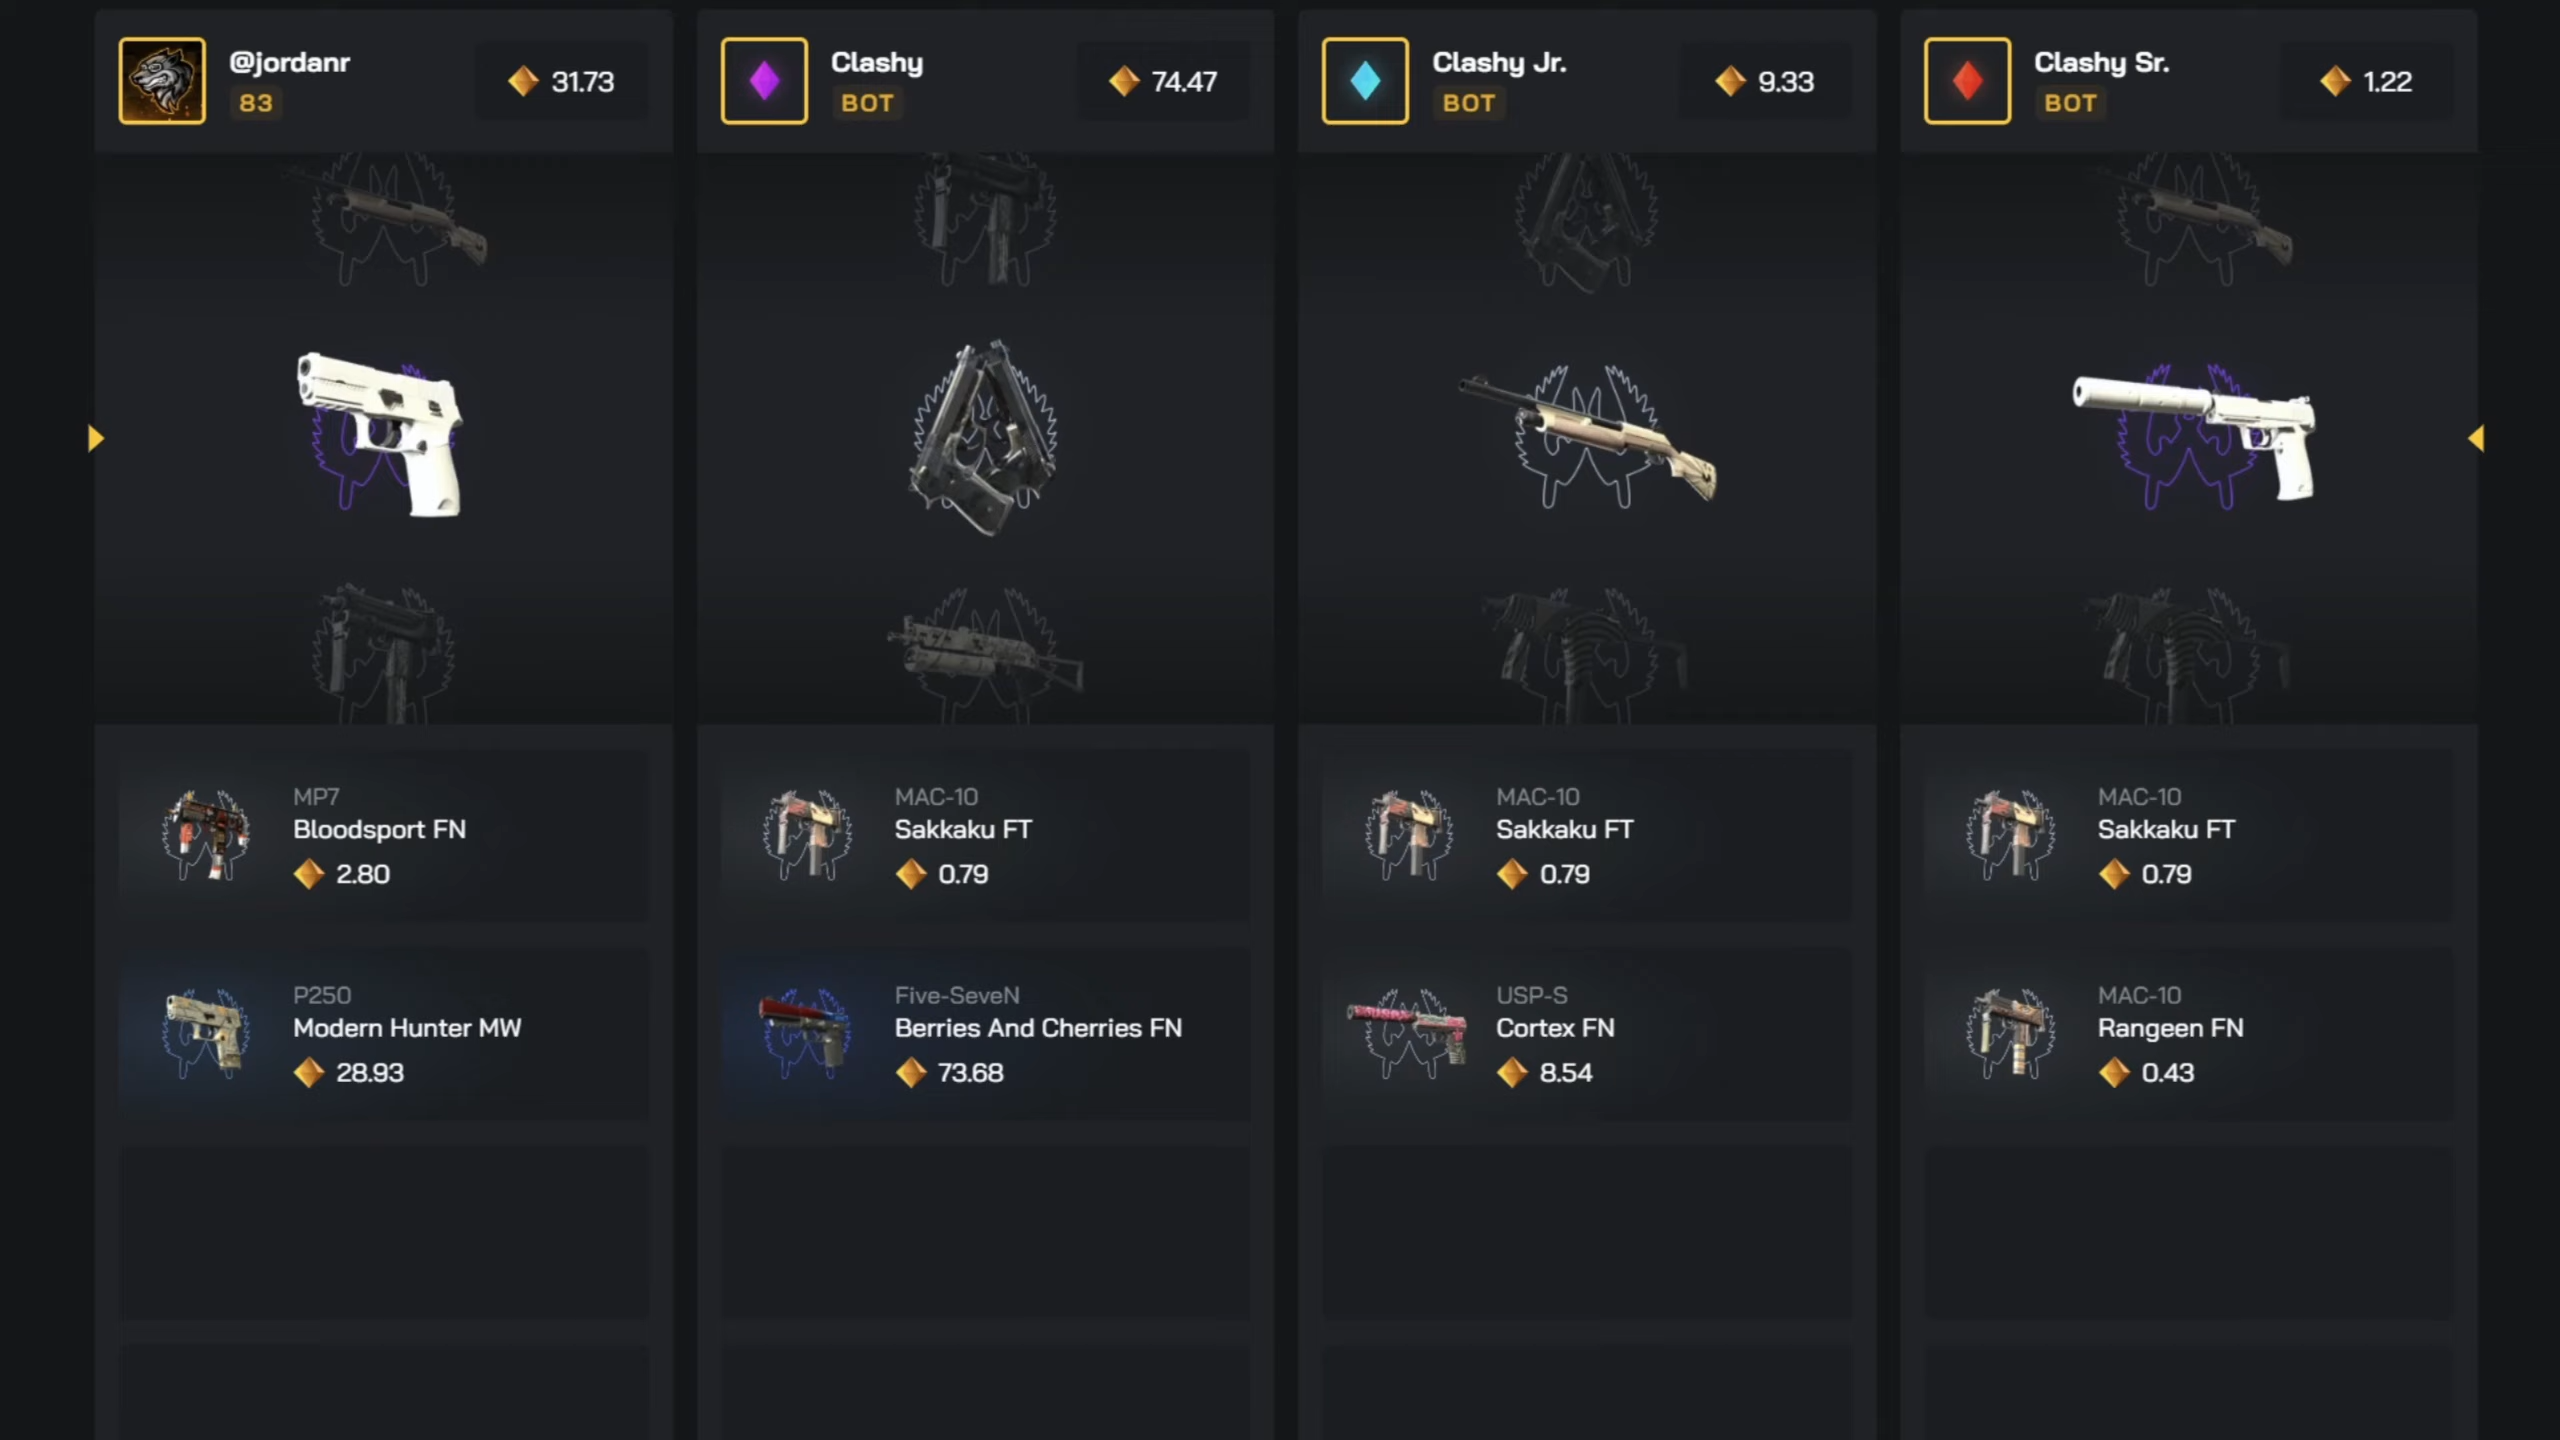 @jordanr
83
31.73
Clashy
BOT
74.47
Clashy Jr.
BOT
9.33
Clashy Sr.
BOT
1.22
MP7
Bloodsport FN
2.80
P250
Modern Hunter MW
28.93
MAC-10
Sakkaku FT
0.79
Five-SeveN
Berries And Cherries FN
73.68
MAC-10
Sakkaku FT
0.79
USP-S
Cortex FN
8.54
MAC-10
Sakkaku FT
0.79
MAC-10
Rangeen FN
0.43